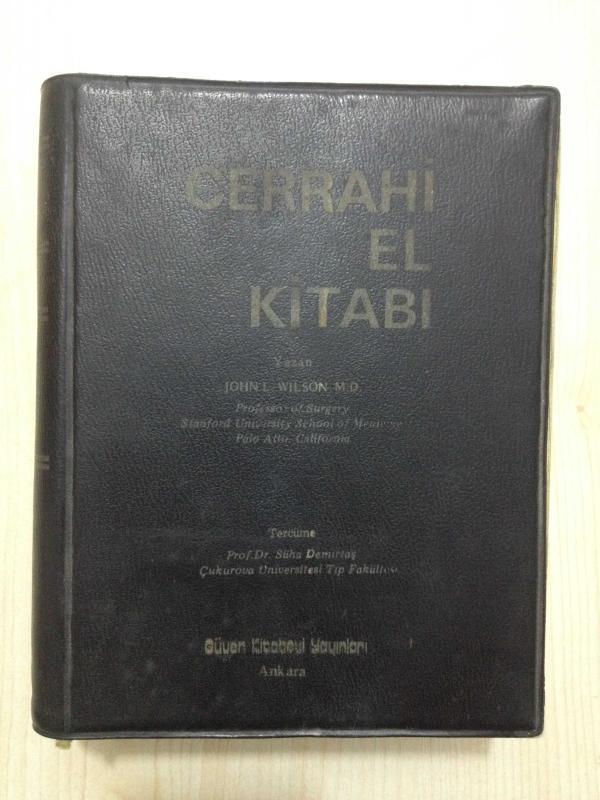 CERRAHİ
EL
KİTABI
Yazan
JOHN L. WILSON M.D.
Professor of Surgery
Stanford University School of Medicine
Palo Alto, California
Tercüme
Prof.Dr. Süha Demirtaş
Çukurova Üniversitesi Tıp Fakültesi
Güven Kitabevi Yayınları
Ankara